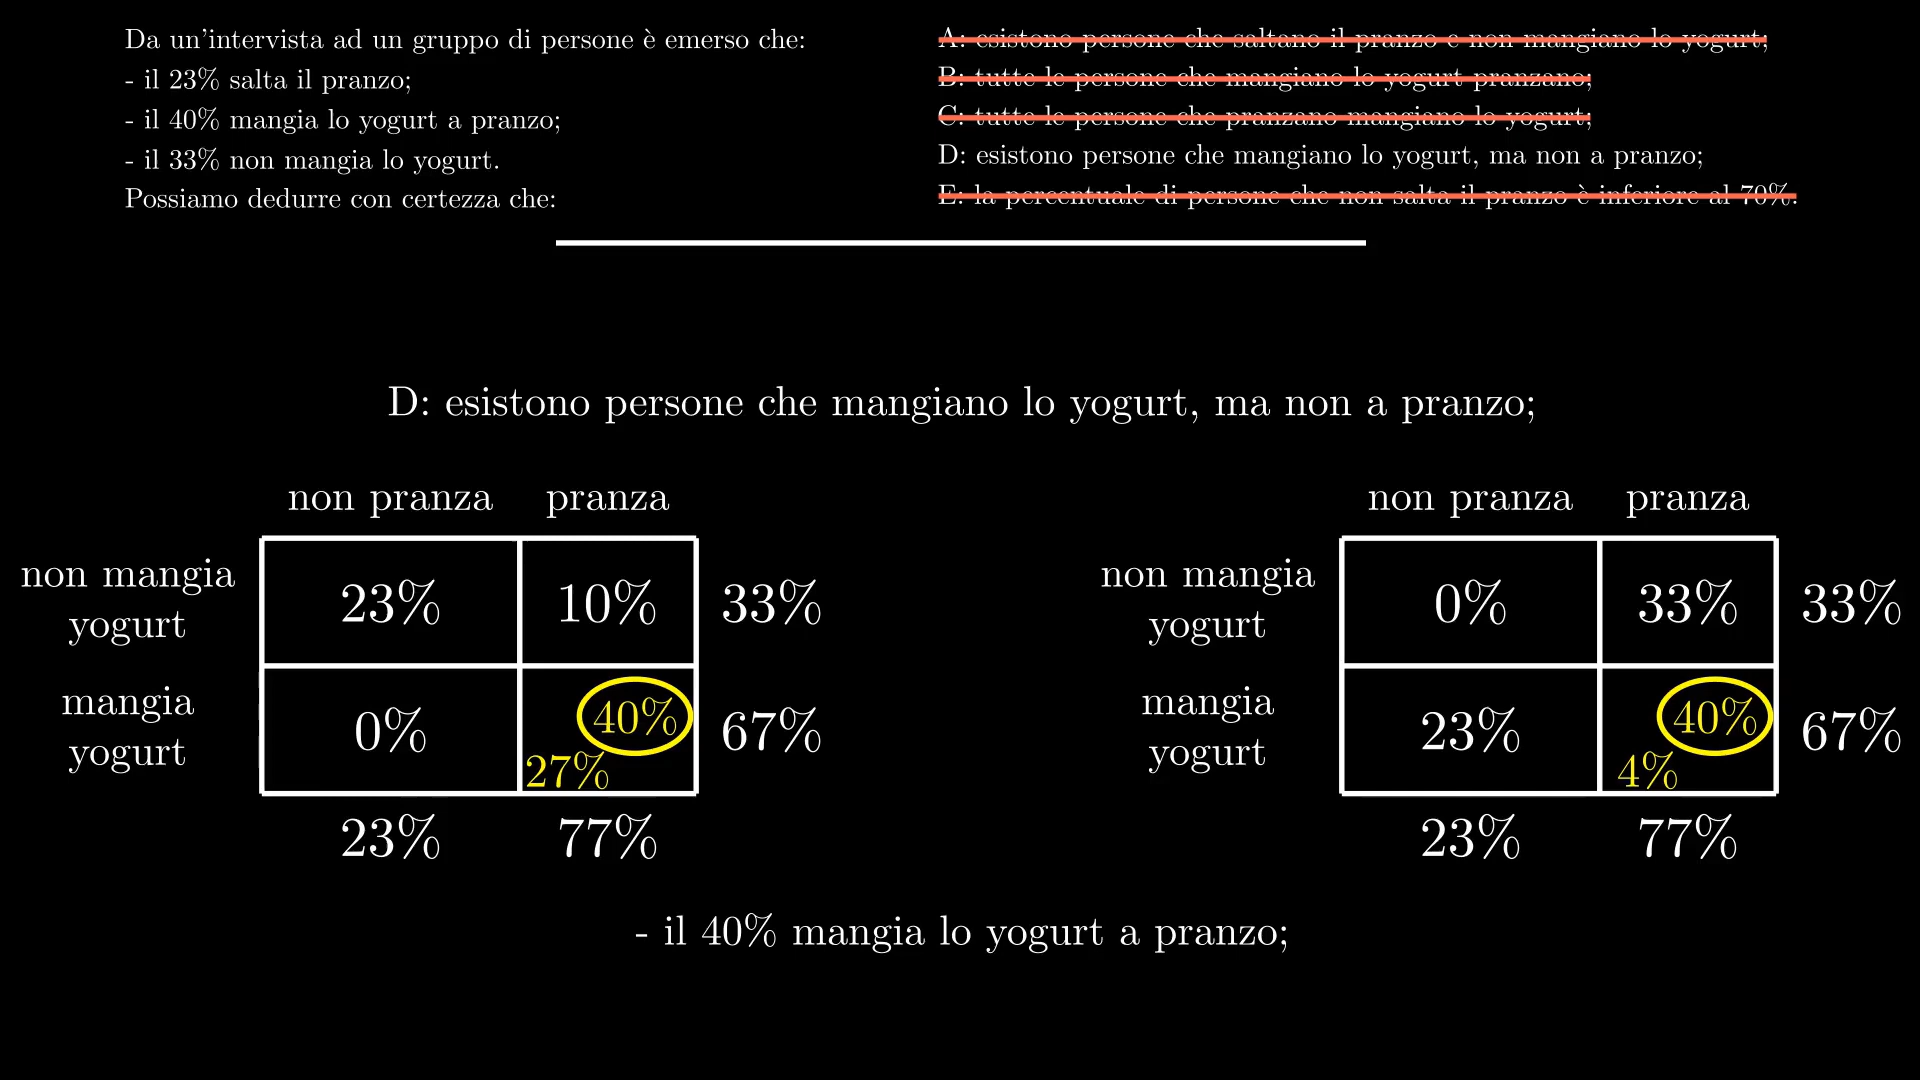 Da un'intervista ad un gruppo di persone è emerso che:
- il 23% salta il pranzo;
- il 40% mangia lo yogurt a pranzo;
- il 33% non mangia lo yogurt.
Possiamo dedurre con certezza che:
A: esistono persone che saltano il pranzo e non mangiano lo yogurt;
B: tutte le persone che mangiano lo yogurt pranzano;
C: tutte le persone che pranzano mangiano lo yogurt;
D: esistono persone che mangiano lo yogurt, ma non a pranzo;
E: la percentuale di persone che non salta il pranzo è inferiore al 70%.
D: esistono persone che mangiano lo yogurt, ma non a pranzo;
non pranza pranza
non mangia
yogurt
23% 10% 33%
mangia
yogurt
0% 40% 67%
27%
23% 77%
non pranza pranza
non mangia
yogurt
0% 33% 33%
mangia
yogurt
23% 40% 67%
4%
23% 77%
- il 40% mangia lo yogurt a pranzo;